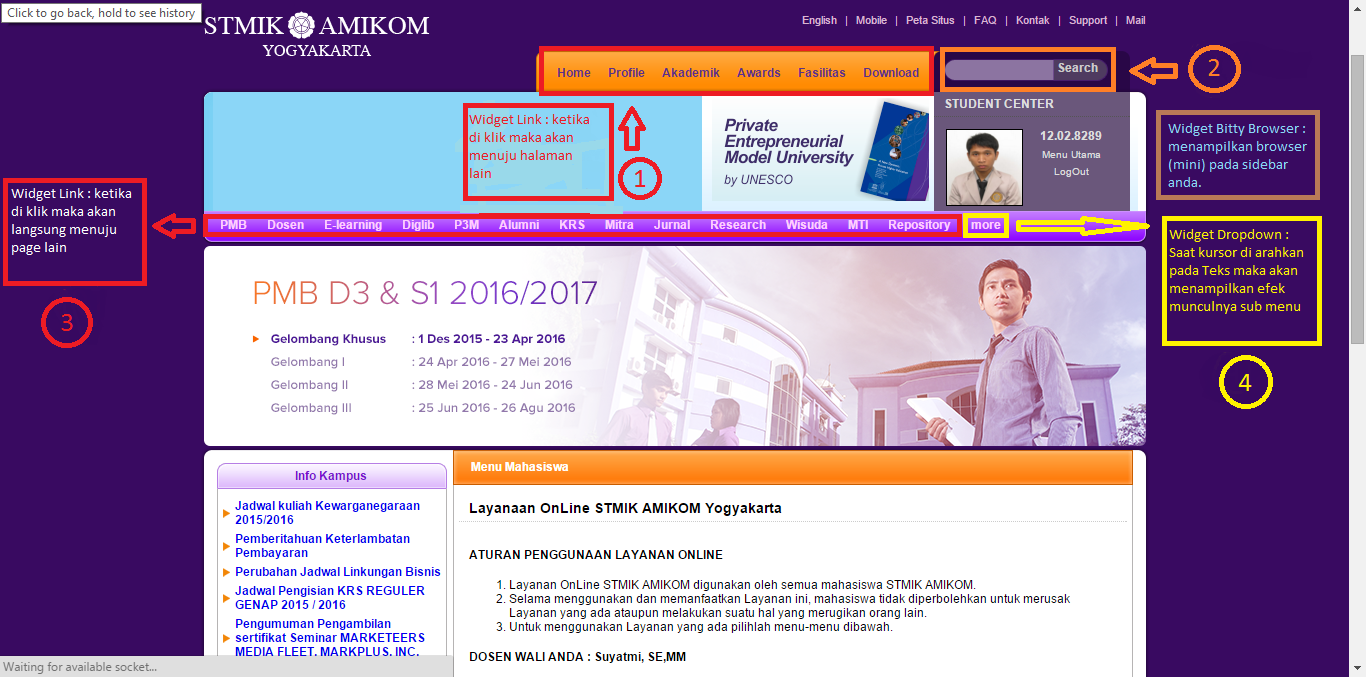 Click to go back, hold to see history
STMIK AMIKOM
YOGYAKARTA
English | Mobile | Peta Situs | FAQ | Kontak | Support | Mail
Home Profile Akademik Awards Fasilitas Download
Search
2
Widget Link : ketika
di klik maka akan
menuju halaman
lain
1
Private
Entrepreneurial
Model University
by UNESCO
STUDENT CENTER
12.02.8289
Menu Utama
LogOut
Widget Bitty Browser :
menampilkan browser
(mini) pada sidebar
anda.
Widget Link : ketika
di klik maka akan
langsung menuju
page lain
3
PMB Dosen E-learning Diglib P3M Alumni KRS Mitra Jurnal Research Wisuda MTI Repository more
Widget Dropdown :
Saat kursor di arahkan
pada Teks maka akan
menampilkan efek
munculnya sub menu
4
PMB D3 & S1 2016/2017
Gelombang Khusus : 1 Des 2015 - 23 Apr 2016
Gelombang I : 24 Apr 2016 - 27 Mei 2016
Gelombang II : 28 Mei 2016 - 24 Jun 2016
Gelombang III : 25 Jun 2016 - 26 Agu 2016
Info Kampus
Jadwal kuliah Kewarganegaraan
2015/2016
Pemberitahuan Keterlambatan
Pembayaran
Perubahan Jadwal Linkungan Bisnis
Jadwal Pengisian KRS REGULER
GENAP 2015 / 2016
Pengumuman Pengambilan
sertifikat Seminar MARKETEERS
MEDIA FLEET, MARKPLUS, INC.
Menu Mahasiswa
Layanaan OnLine STMIK AMIKOM Yogyakarta
ATURAN PENGGUNAAN LAYANAN ONLINE
1. Layanan OnLine STMIK AMIKOM digunakan oleh semua mahasiswa STMIK AMIKOM.
2. Selama menggunakan dan memanfaatkan Layanan ini, mahasiswa tidak diperbolehkan untuk merusak
Layanan yang ada ataupun melakukan suatu hal yang merugikan orang lain.
3. Untuk menggunakan Layanan yang ada pilihlah menu-menu dibawah.
DOSEN WALI ANDA : Suyatmi, SE,MM
Waiting for available socket...